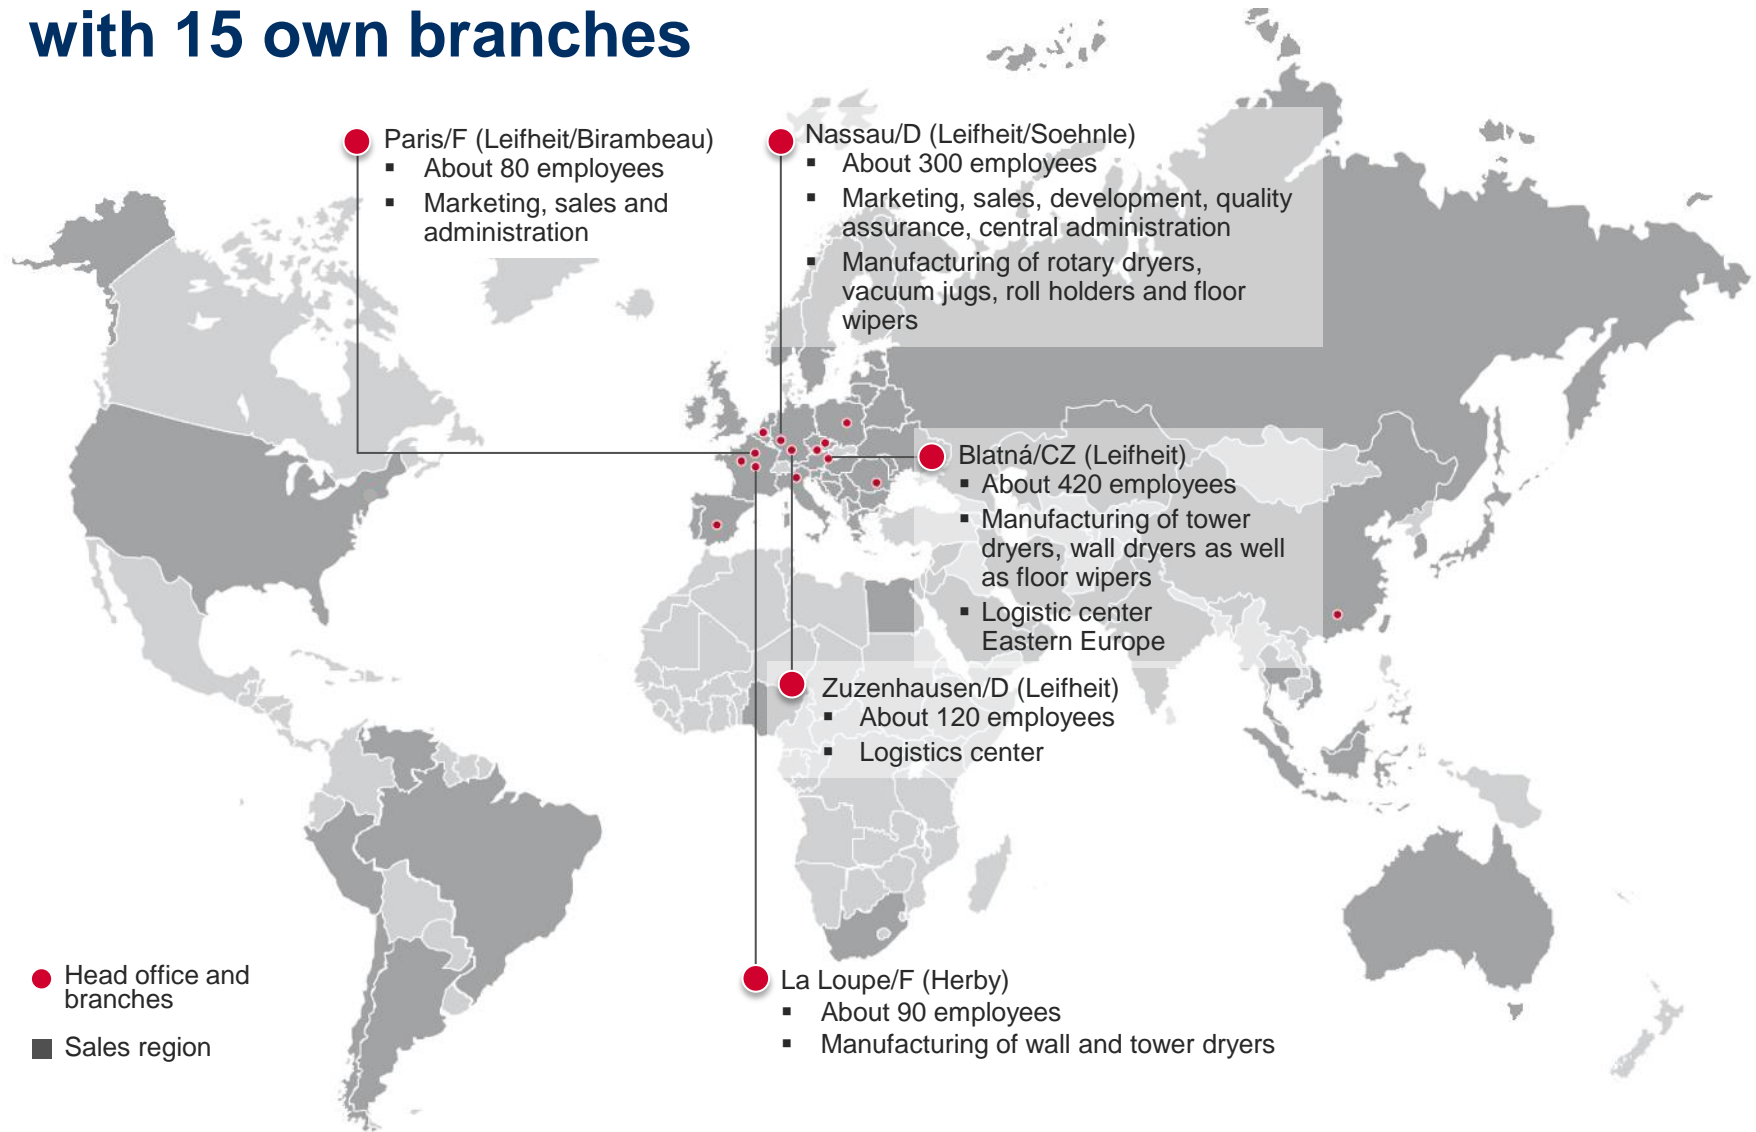 with 15 own branches
Paris/F (Leifheit/Birambeau)
▪ About 80 employees
▪ Marketing, sales and
administration
Nassau/D (Leifheit/Soehnle)
▪ About 300 employees
▪ Marketing, sales, development, quality
assurance, central administration
▪ Manufacturing of rotary dryers,
vacuum jugs, roll holders and floor
wipers
Blatná/CZ (Leifheit)
▪ About 420 employees
▪ Manufacturing of tower
dryers, wall dryers as well
as floor wipers
▪ Logistic center
Eastern Europe
Zuzenhausen/D (Leifheit)
▪ About 120 employees
▪ Logistics center
La Loupe/F (Herby)
▪ About 90 employees
▪ Manufacturing of wall and tower dryers
Head office and
branches
Sales region